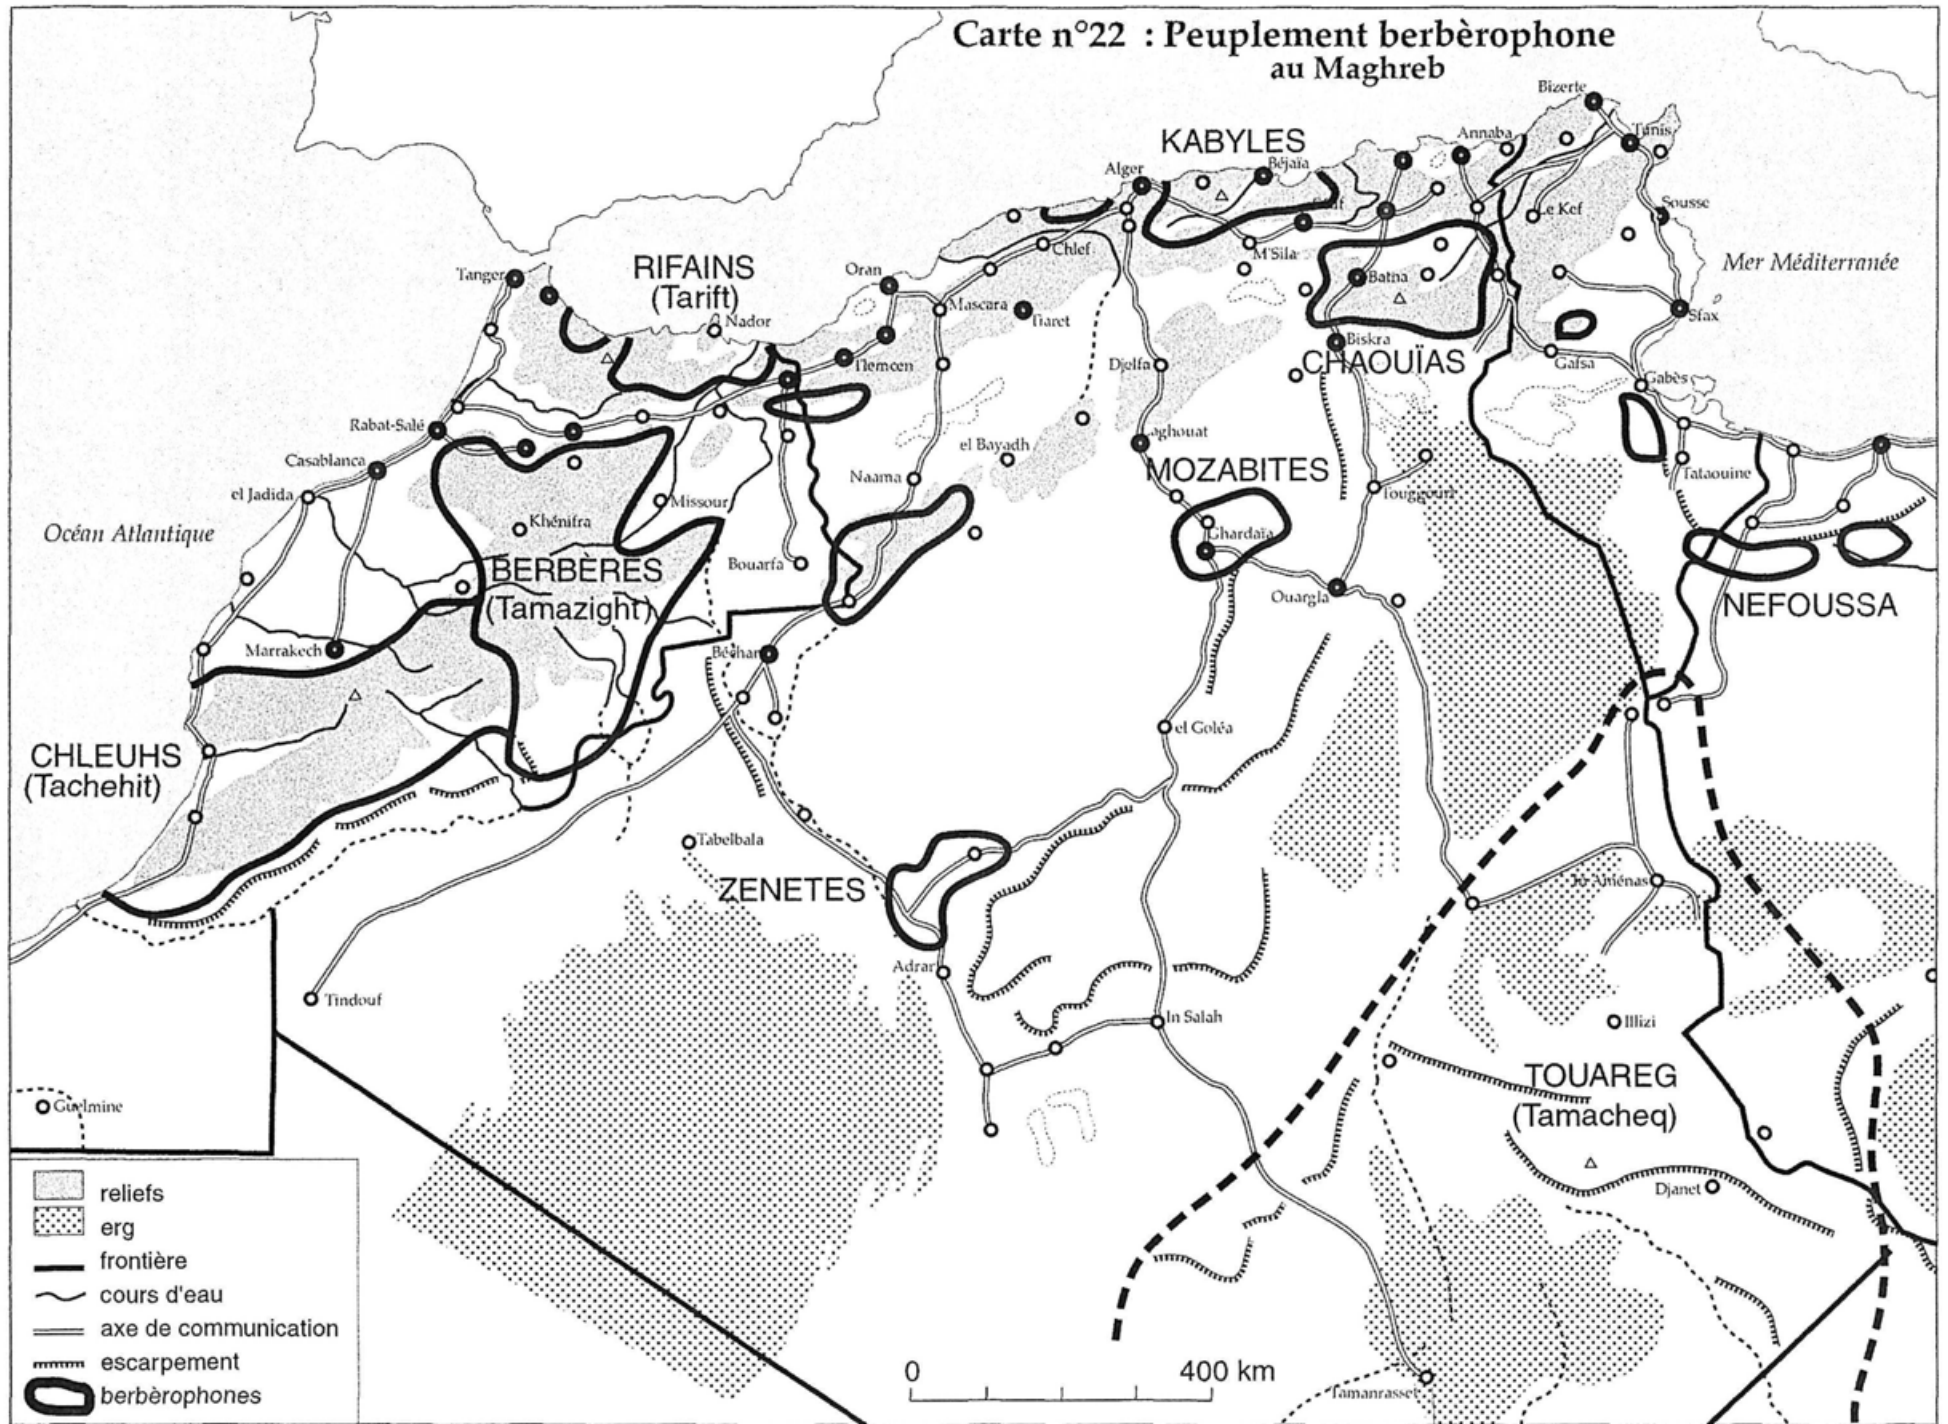 Carte n°22 : Peuplement berbèrophone
au Maghreb
Bizerte
Tunis
Annaba
KABYLES
Béjaïa
Alger
Le Kef
Sousse
Mer Méditerranée
M'Sila
Chlef
RIFAINS
(Tarift)
Tanger
Oran
Nador
Mascara
Tiaret
Batna
Sfax
Biskra
CHAOUÏAS
Gafsa
Gabès
Tlemcen
Djelfa
Rabat-Salé
Casablanca
el Jadida
Laghouat
el Bayadh
MOZABITES
Naama
Touggourt
Tataouine
Missour
Khénifra
Océan Atlantique
Ghardaïa
Bouarfa
BERBÈRES
(Tamazight)
Ouargla
NEFOUSSA
Marrakech
Béchar
el Goléa
CHLEUHS
(Tachehit)
Tabelbala
ZENETES
In Aménas
Adrar
Tindouf
In Salah
Illizi
TOUAREG
(Tamacheq)
Guelmine
Djanet
Tamanrasset
reliefs
erg
frontière
cours d'eau
axe de communication
escarpement
berbèrophones
0 400 km